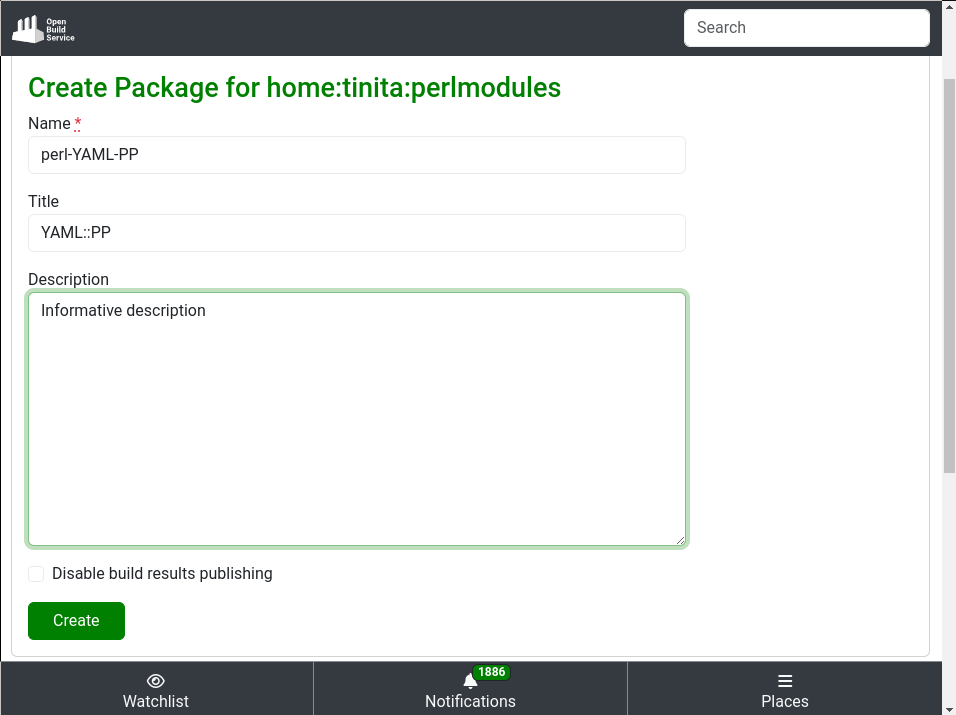 Open
Build
Service
Search
Create Package for home:tinita:perlmodules
Name *
perl-YAML-PP
Title
YAML::PP
Description
Informative description
Disable build results publishing
Create
Watchlist
1886
Notifications
Places